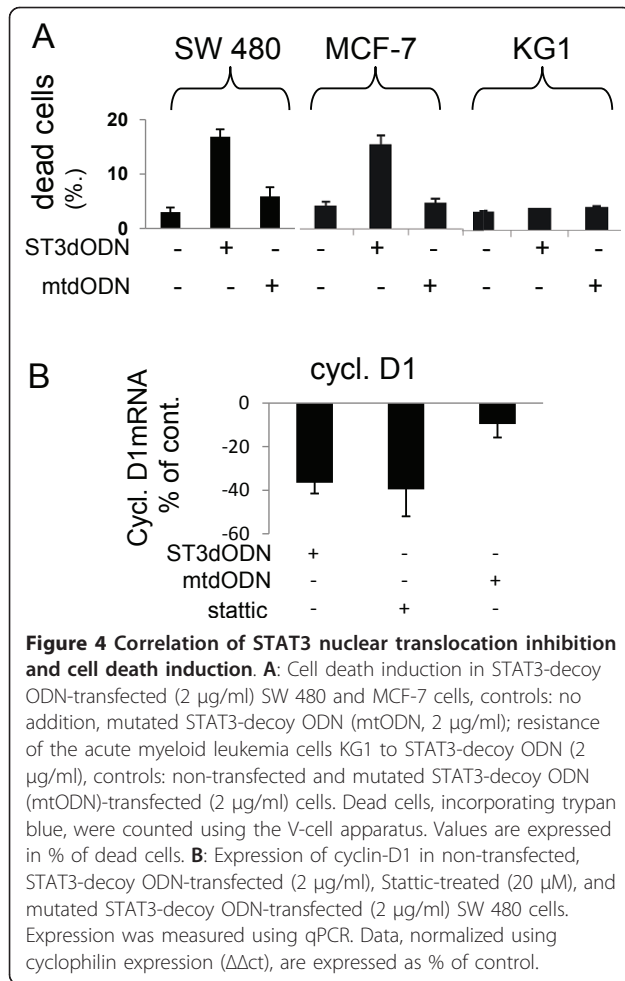 A
SW 480 MCF-7 KG1
dead cells
(%.)
20
10
0
ST3dODN - + - - + - - + -
mtdODN - - + - - + - - +
B
cycl. D1
Cycl. D1mRNA
% of cont.
0
-20
-40
-60
ST3dODN + - -
mtdODN - - +
stattic - + -
Figure 4 Correlation of STAT3 nuclear translocation inhibition
and cell death induction. A: Cell death induction in STAT3-decoy
ODN-transfected (2 μg/ml) SW 480 and MCF-7 cells, controls: no
addition, mutated STAT3-decoy ODN (mtODN, 2 μg/ml); resistance
of the acute myeloid leukemia cells KG1 to STAT3-decoy ODN (2
μg/ml), controls: non-transfected and mutated STAT3-decoy ODN
(mtODN)-transfected (2 μg/ml) cells. Dead cells, incorporating trypan
blue, were counted using the V-cell apparatus. Values are expressed
in % of dead cells. B: Expression of cyclin-D1 in non-transfected,
STAT3-decoy ODN-transfected (2 μg/ml), Stattic-treated (20 μM), and
mutated STAT3-decoy ODN-transfected (2 μg/ml) SW 480 cells.
Expression was measured using qPCR. Data, normalized using
cyclophilin expression (ΔΔct), are expressed as % of control.